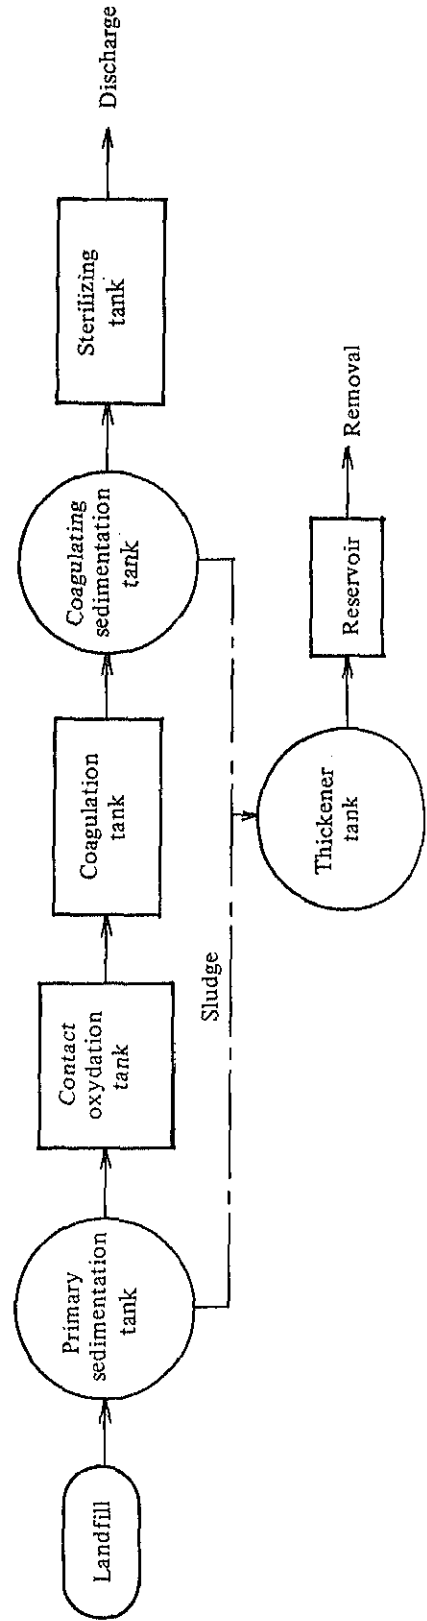 Landfill
Primary
sedimentation
tank
Contact
oxydation
tank
Coagulation
tank
Coagulating
sedimentation
tank
Sterilizing
tank
Discharge
Sludge
Thickener
tank
Reservoir
Removal